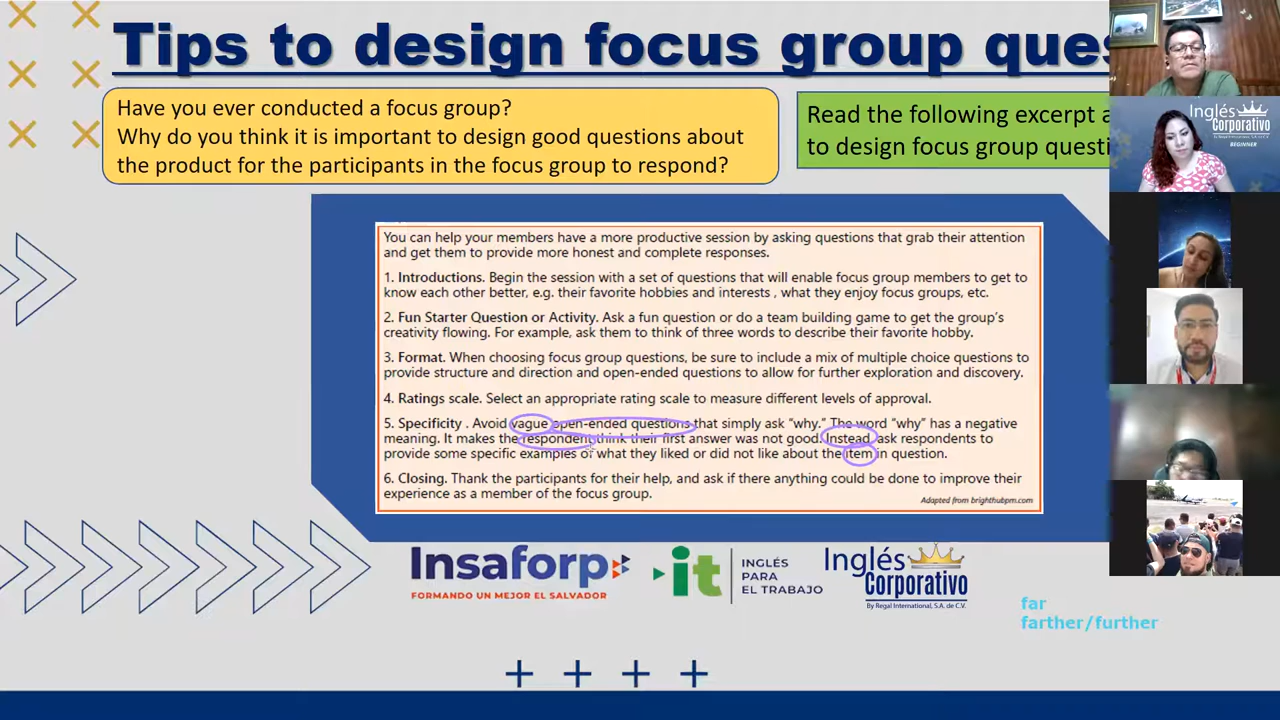 Tips to design focus group ques
Have you ever conducted a focus group?
Why do you think it is important to design good questions about
the product for the participants in the focus group to respond?
Read the following excerpt a
to design focus group questi
You can help your members have a more productive session by asking questions that grab their attention
and get them to provide more honest and complete responses.
1. Introductions. Begin the session with a set of questions that will enable focus group members to get to
know each other better, e.g. their favorite hobbies and interests , what they enjoy focus groups, etc.
2. Fun Starter Question or Activity. Ask a fun question or do a team building game to get the group's
creativity flowing. For example, ask them to think of three words to describe their favorite hobby.
3. Format. When choosing focus group questions, be sure to include a mix of multiple choice questions to
provide structure and direction and open-ended questions to allow for further exploration and discovery.
4. Ratings scale. Select an appropriate rating scale to measure different levels of approval.
5. Specificity . Avoid vague open-ended questions that simply ask “why.” The word “why” has a negative
meaning. It makes the respondent think their first answer was not good. Instead, ask respondents to
provide some specific examples of what they liked or did not like about the item in question.
6. Closing. Thank the participants for their help, and ask if there anything could be done to improve their
experience as a member of the focus group.
Adapted from brighthubpm.com
Insaforp
FORMANDO UN MEJOR EL SALVADOR
it
INGLÉS
PARA
EL TRABAJO
Inglés
Corporativo
By Regal International, S.A. de C.V.
far
farther/further
Inglés
Corporativo
By Regal International, S.A. de C.V.
BEGINNER